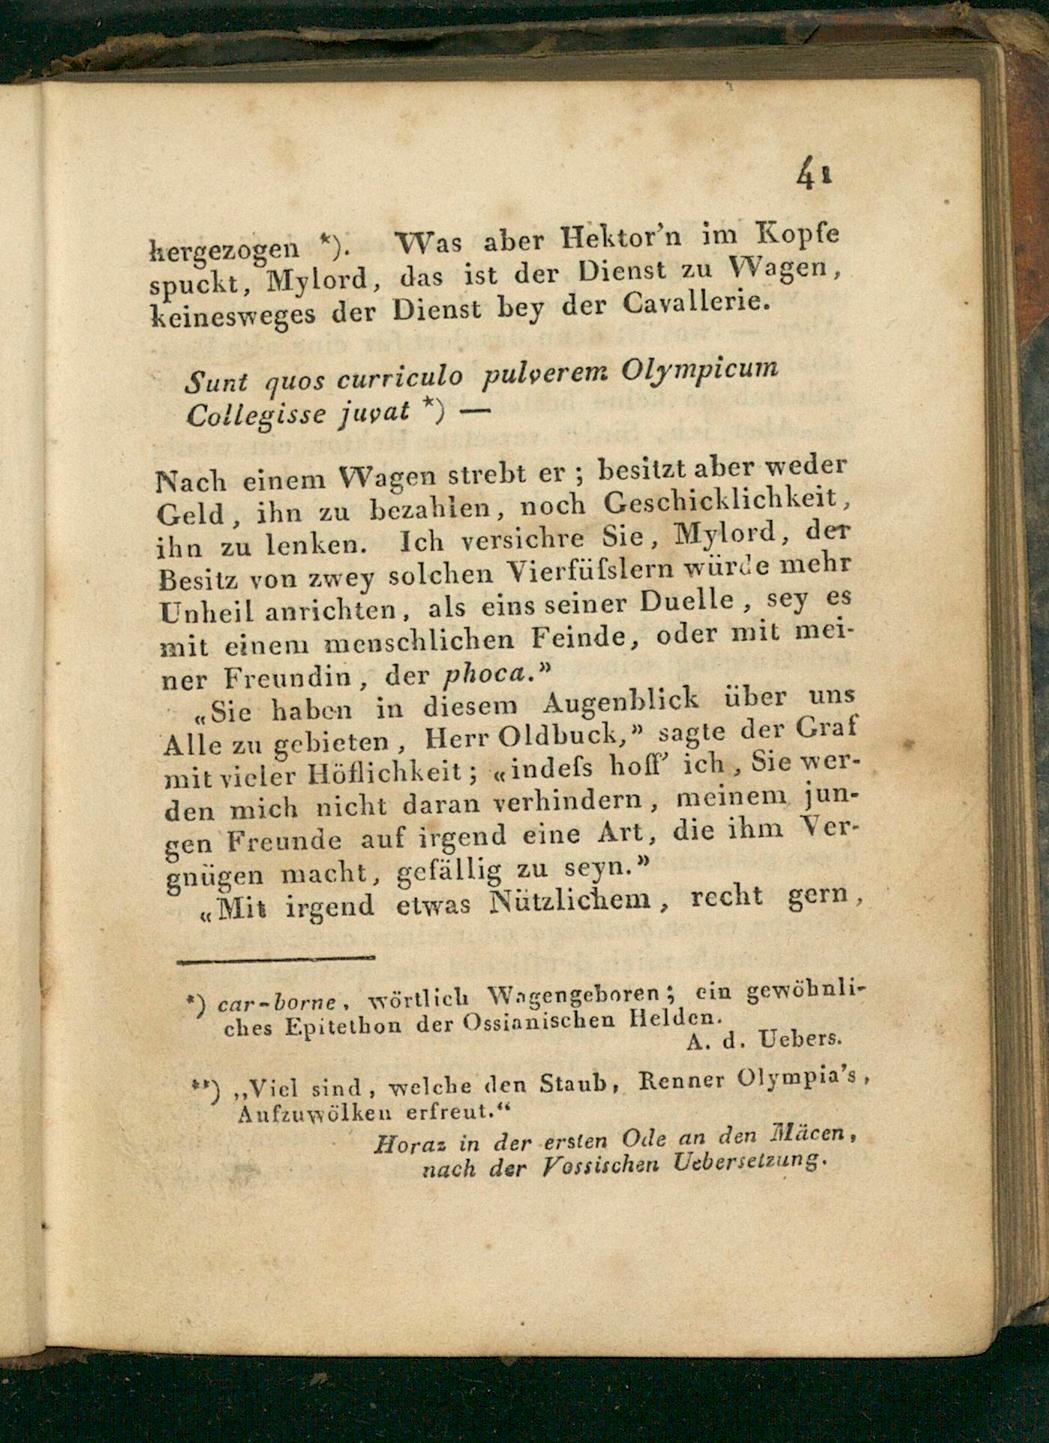 41
hergezogen *). Was aber Hektor'n im Kopfe
spuckt, Mylord, das ist der Dienst zu Wagen,
keinesweges der Dienst bey der Cavallerie.
Sunt quos curriculo pulverem Olympicum
Collegisse juvat *) —
Nach einem Wagen strebt er; besitzt aber weder
Geld, ihn zu bezahlen, noch Geschicklichkeit,
ihn zu lenken. Ich versichre Sie, Mylord, der
Besitz von zwey solchen Vierfüfslern würde mehr
Unheil anrichten, als eins seiner Duelle, sey es
mit einem menschlichen Feinde, oder mit mei-
ner Freundin, der phoca.”
„Sie haben in diesem Augenblick über uns
Alle zu gebieten, Herr Oldbuck,” sagte der Graf
mit vieler Höflichkeit; „indefs hoff' ich, Sie wer-
den mich nicht daran verhindern, meinem jun-
gen Freunde auf irgend eine Art, die ihm Ver-
gnügen macht, gefällig zu seyn.”
„Mit irgend etwas Nützlichem, recht gern,
*) car-borne, wörtlich Wagengeboren; ein gewöhnli-
ches Epitethon der Ossianischen Helden.
A. d. Uebers.
**) „Viel sind, welche den Staub, Renner Olympia's,
Aufzuwölken erfreut.“
Horaz in der ersten Ode an den Mäcen,
nach der Vossischen Uebersetzung.